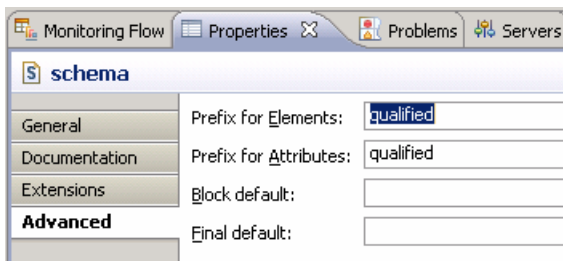 Monitoring Flow Properties Problems Servers
schema
General
Documentation
Extensions
Advanced
Prefix for Elements: qualified
Prefix for Attributes: qualified
Block default:
Final default: